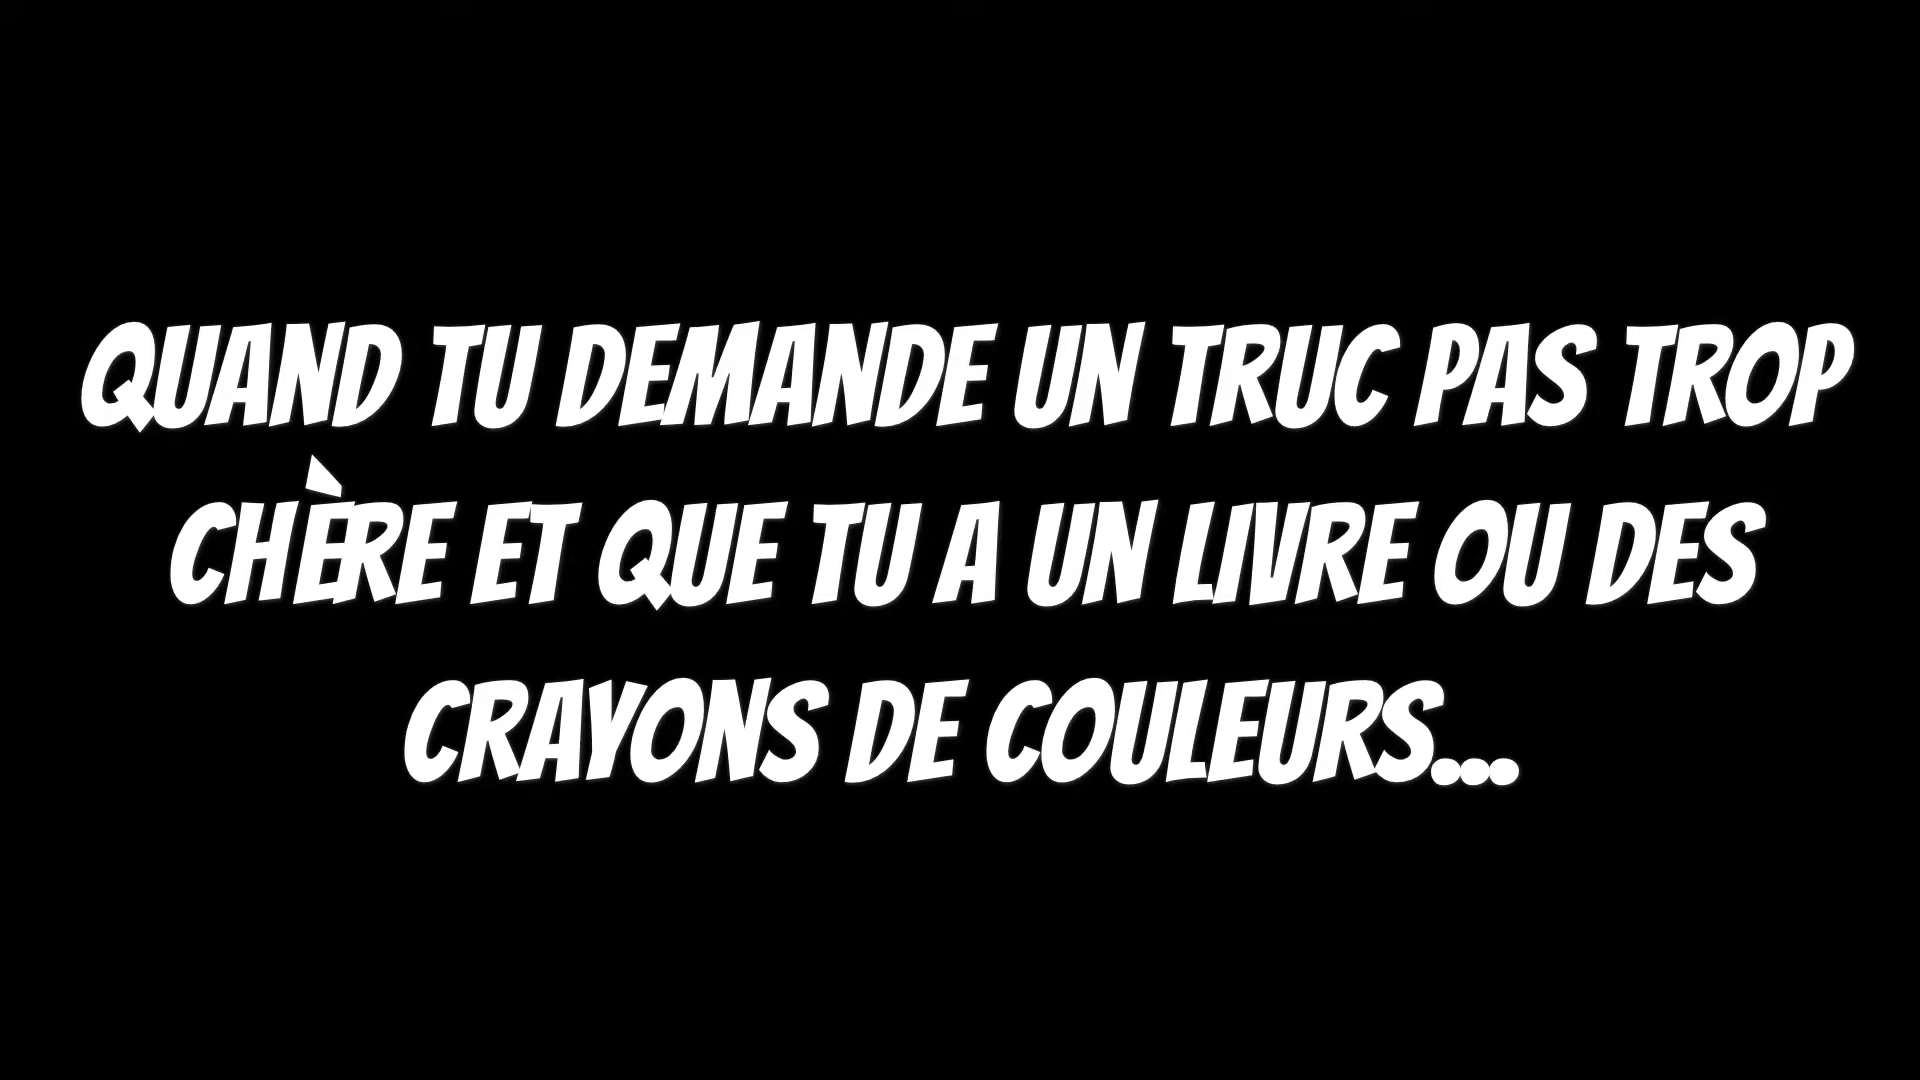 QUAND TU DEMANDE UN TRUC PAS TROP
CHÈRE ET QUE TU A UN LIVRE OU DES
CRAYONS DE COULEURS...